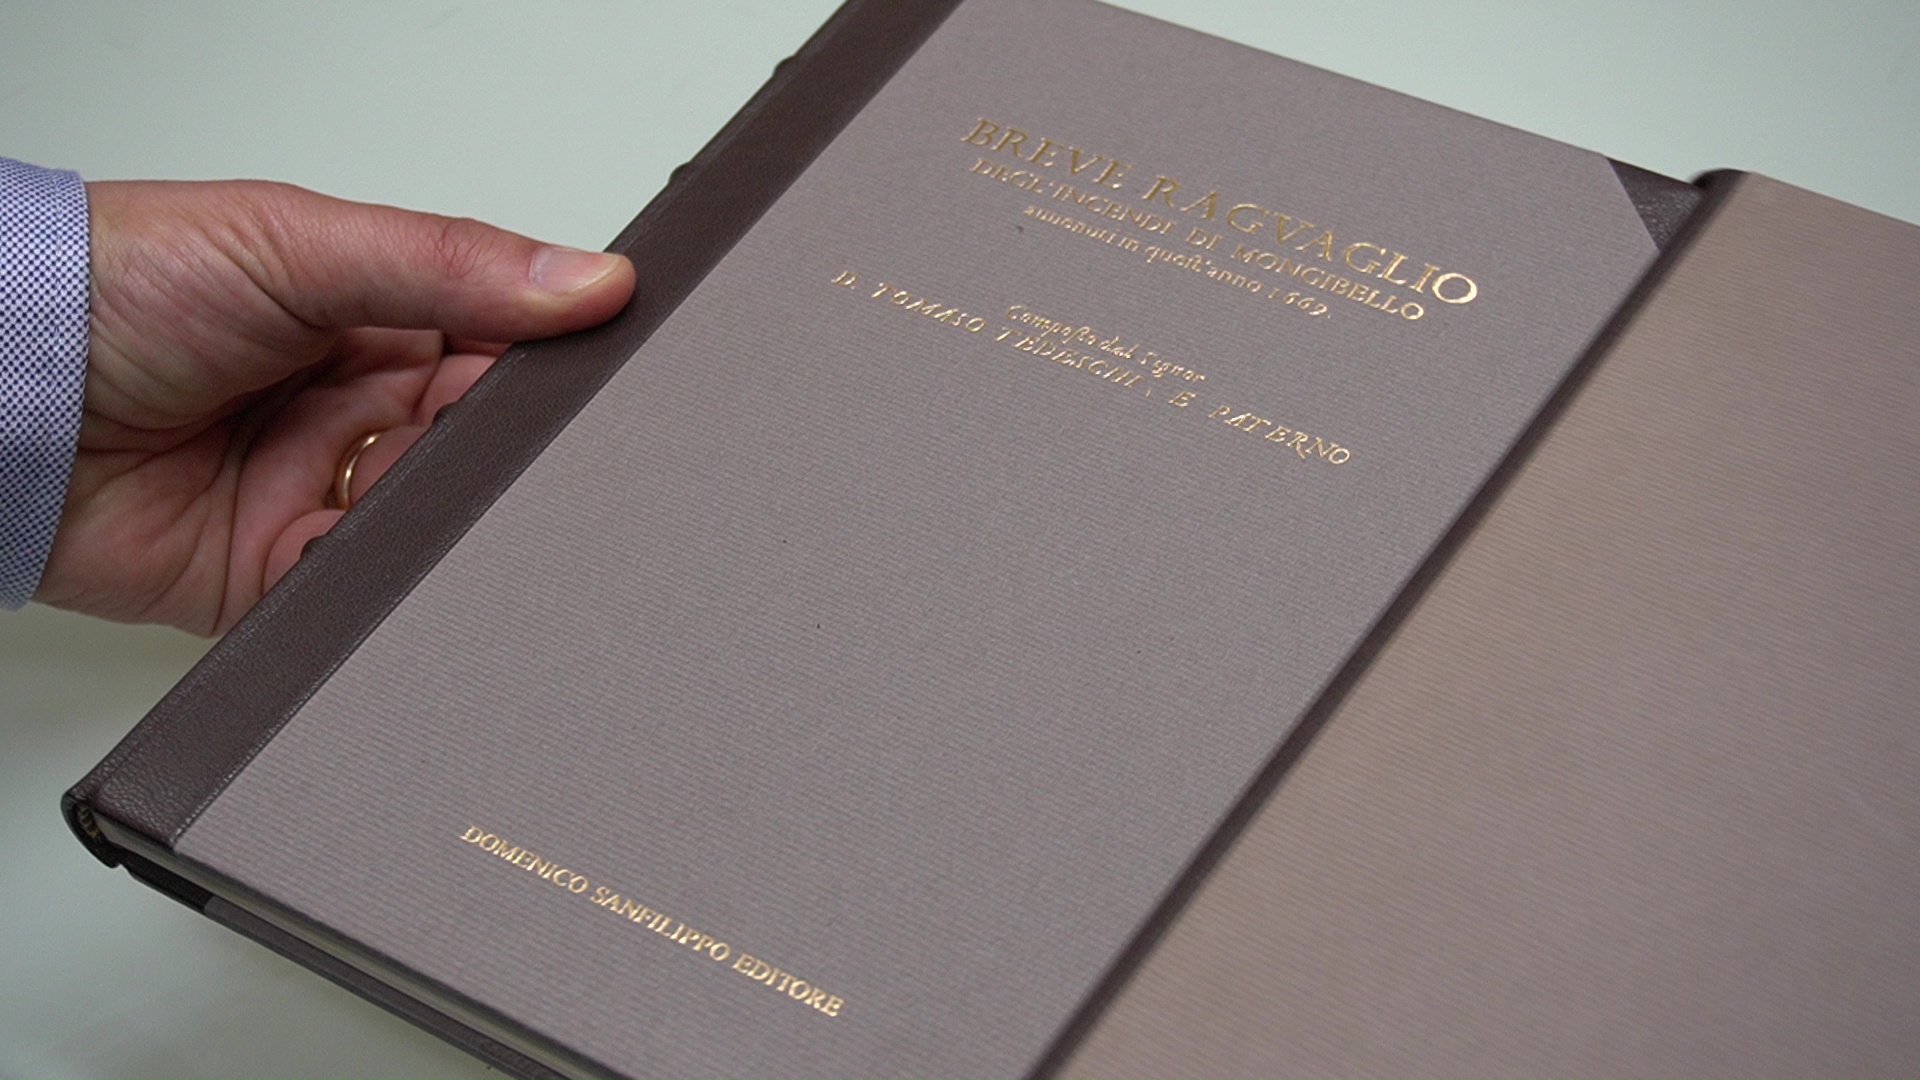 BREVE RAGVAGLIO
DEGL'INCENDI DI MONGIBELLO
auuenuti in quest'anno 1669.
Composto dal Signor
D. TOMASO TEDESCHI, E PATERNO
DOMENICO SANFILIPPO EDITORE